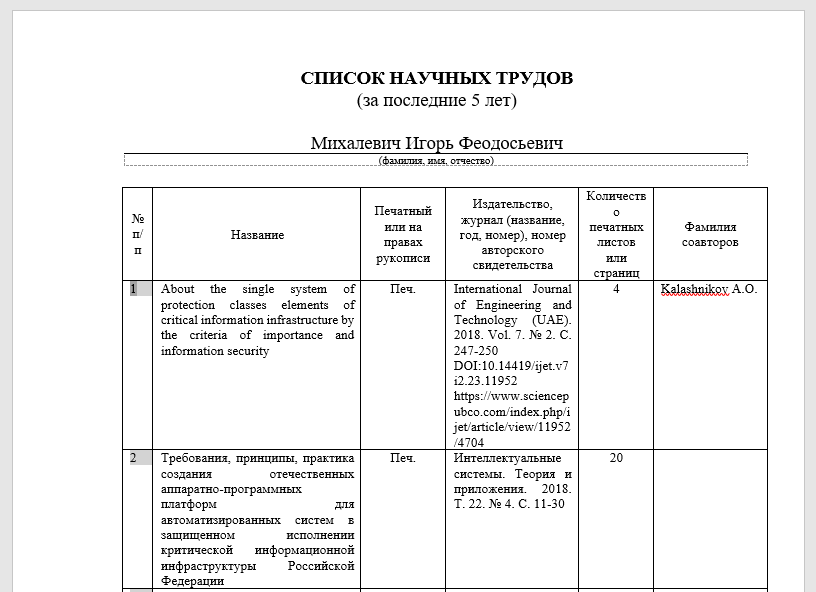 СПИСОК НАУЧНЫХ ТРУДОВ
(за последние 5 лет)
Михалевич Игорь Феодосьевич
(фамилия, имя, отчество)
№
п/
п
Название
Печатный
или на
правах
рукописи
Издательство,
журнал (название,
год, номер), номер
авторского
свидетельства
Количеств
о
печатных
листов
или
страниц
Фамилия
соавторов
1
About the single system of
protection classes elements of
critical information infrastructure by
the criteria of importance and
information security
Печ.
International Journal
of Engineering and
Technology (UAE).
2018. Vol. 7. № 2. С.
247-250
DOI:10.14419/ijet.v7
i2.23.11952
https://www.sciencep
ubco.com/index.php/i
jet/article/view/11952
/4704
4
Kalashnikov A.O.
2
Требования, принципы, практика
создания отечественных
аппаратно-программных
платформ для
автоматизированных систем в
защищенном исполнении
критической информационной
инфраструктуры Российской
Федерации
Печ.
Интеллектуальные
системы. Теория и
приложения. 2018.
Т. 22. № 4. С. 11-30
20